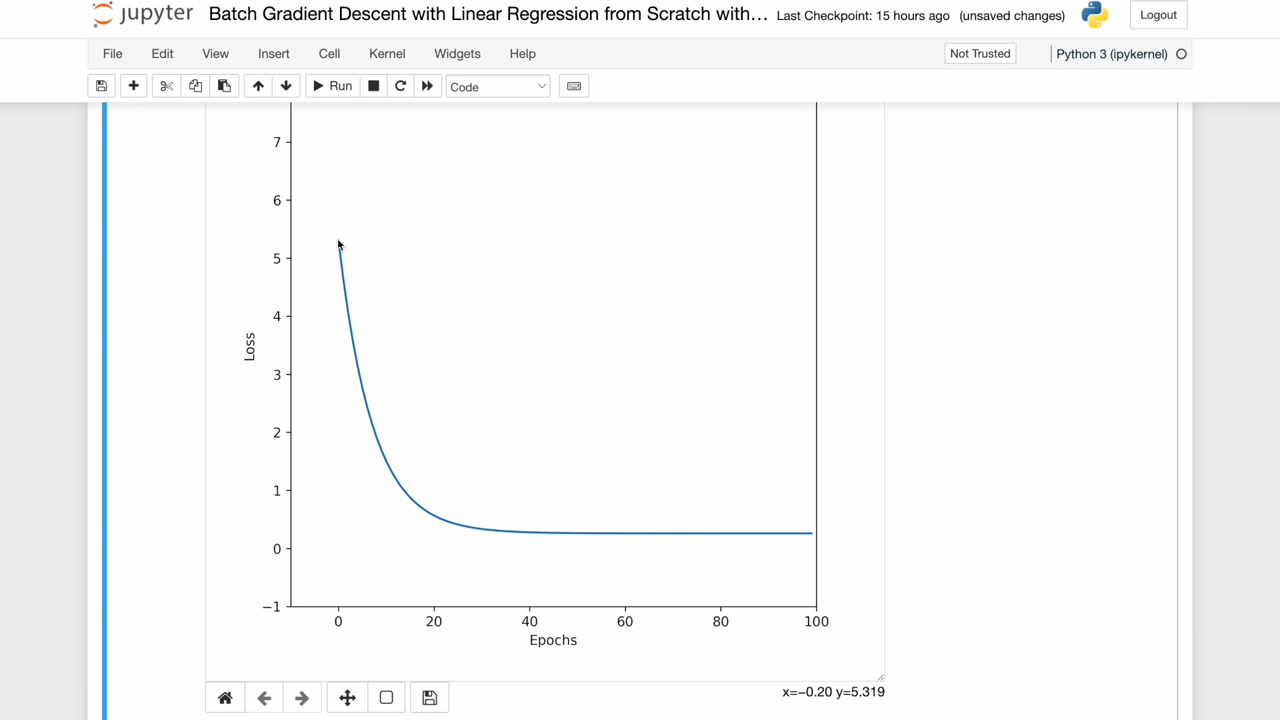 jupyter Batch Gradient Descent with Linear Regression from Scratch with… Last Checkpoint: 15 hours ago (unsaved changes) Logout
File Edit View Insert Cell Kernel Widgets Help Not Trusted Python 3 (ipykernel)
Run Code
7
6
5
4
3
2
1
0
−1
Loss
0 20 40 60 80 100
Epochs
x=−0.20 y=5.319